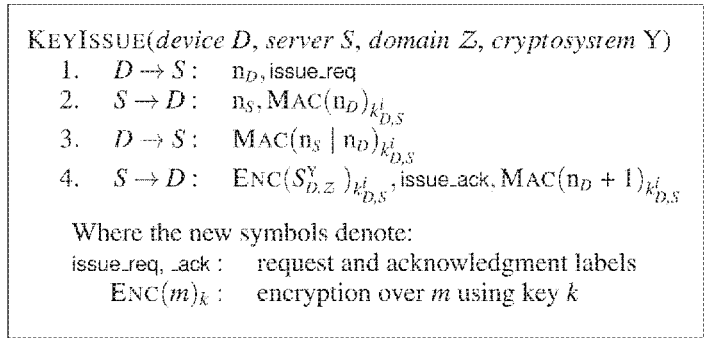 KEYISSUE(device D, server S, domain Z, cryptosystem Y)
1. D → S : n_D, issue_req
2. S → D : n_S, MAC(n_D)_{k^i_{D,S}}
3. D → S : MAC(n_S | n_D)_{k^i_{D,S}}
4. S → D : ENC(S^Y_{D,Z})_{k^i_{D,S}}, issue_ack, MAC(n_D + 1)_{k^i_{D,S}}
Where the new symbols denote:
issue_req, _ack : request and acknowledgment labels
ENC(m)_k : encryption over m using key k